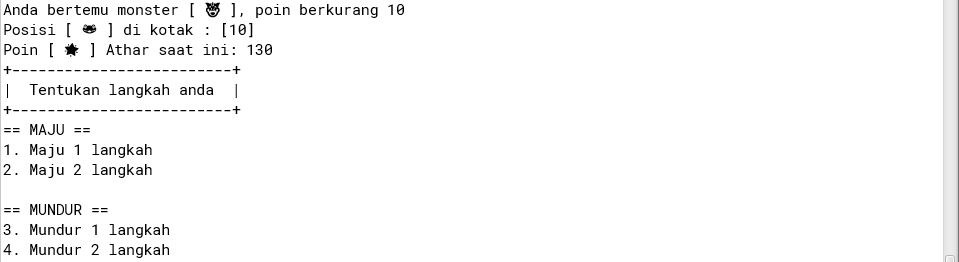 Anda bertemu monster [ 👹 ], poin berkurang 10
Posisi [ 🐸 ] di kotak : [10]
Poin [ 🌟 ] Athar saat ini: 130
+-------------------------+
|  Tentukan langkah anda  |
+-------------------------+
== MAJU ==
1. Maju 1 langkah
2. Maju 2 langkah

== MUNDUR ==
3. Mundur 1 langkah
4. Mundur 2 langkah